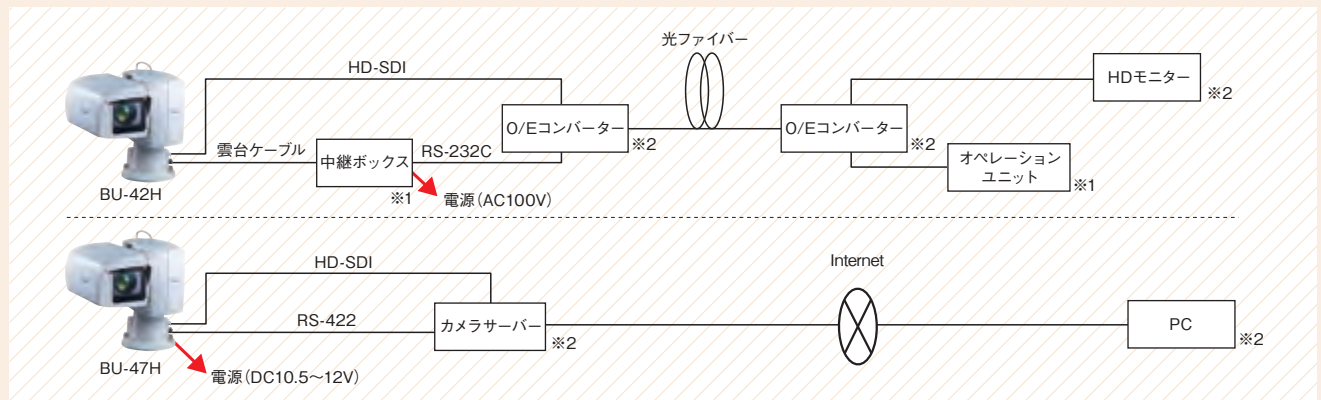 光ファイバー
HD-SDI
HDモニター
※2
O/Eコンバーター
※2
O/Eコンバーター
※2
雲台ケーブル
中継ボックス
※1
RS-232C
オペレーション
ユニット
※1
電源(AC100V)
BU-42H
HD-SDI
Internet
RS-422
カメラサーバー
※2
PC
※2
BU-47H
電源(DC10.5～12V)